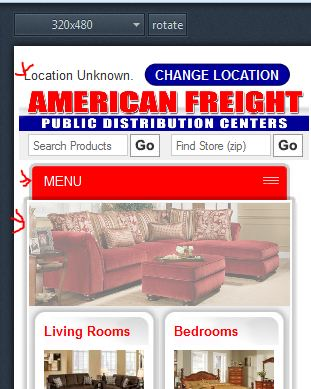 320x480 rotate
Location Unknown. CHANGE LOCATION
AMERICAN FREIGHT
PUBLIC DISTRIBUTION CENTERS
Search Products Go Find Store (zip) Go
MENU
Living Rooms Bedrooms